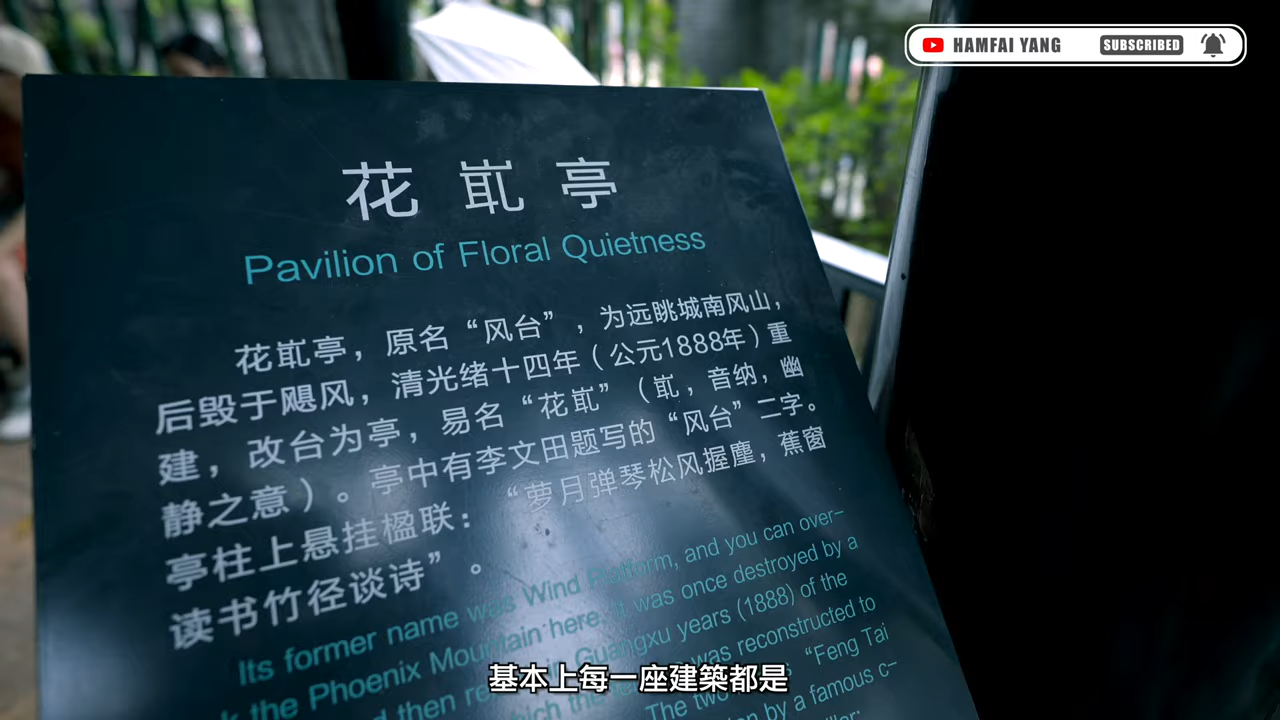 HAMFAI YANG SUBSCRIBED
花 亭
Pavilion of Floral Quietness
花 亭，原名“风台”，为远眺城南风山，
后毁于飓风，清光绪十四年（公元1888年）重
建，改台为亭，易名“花 ”（ ，音纳，幽
静之意）。亭中有李文田题写的“风台”二字。
亭柱上悬挂楹联：“萝月弹琴松风握麈，蕉窗
读书竹径谈诗”。
Its former name was Wind Platform, and you can over-
the Phoenix Mountain here. It was once destroyed by a
then in Guangxu years (1888) of the
which the was reconstructed to
The two “Feng Tai
by a famous c-
基本上每一座建築都是